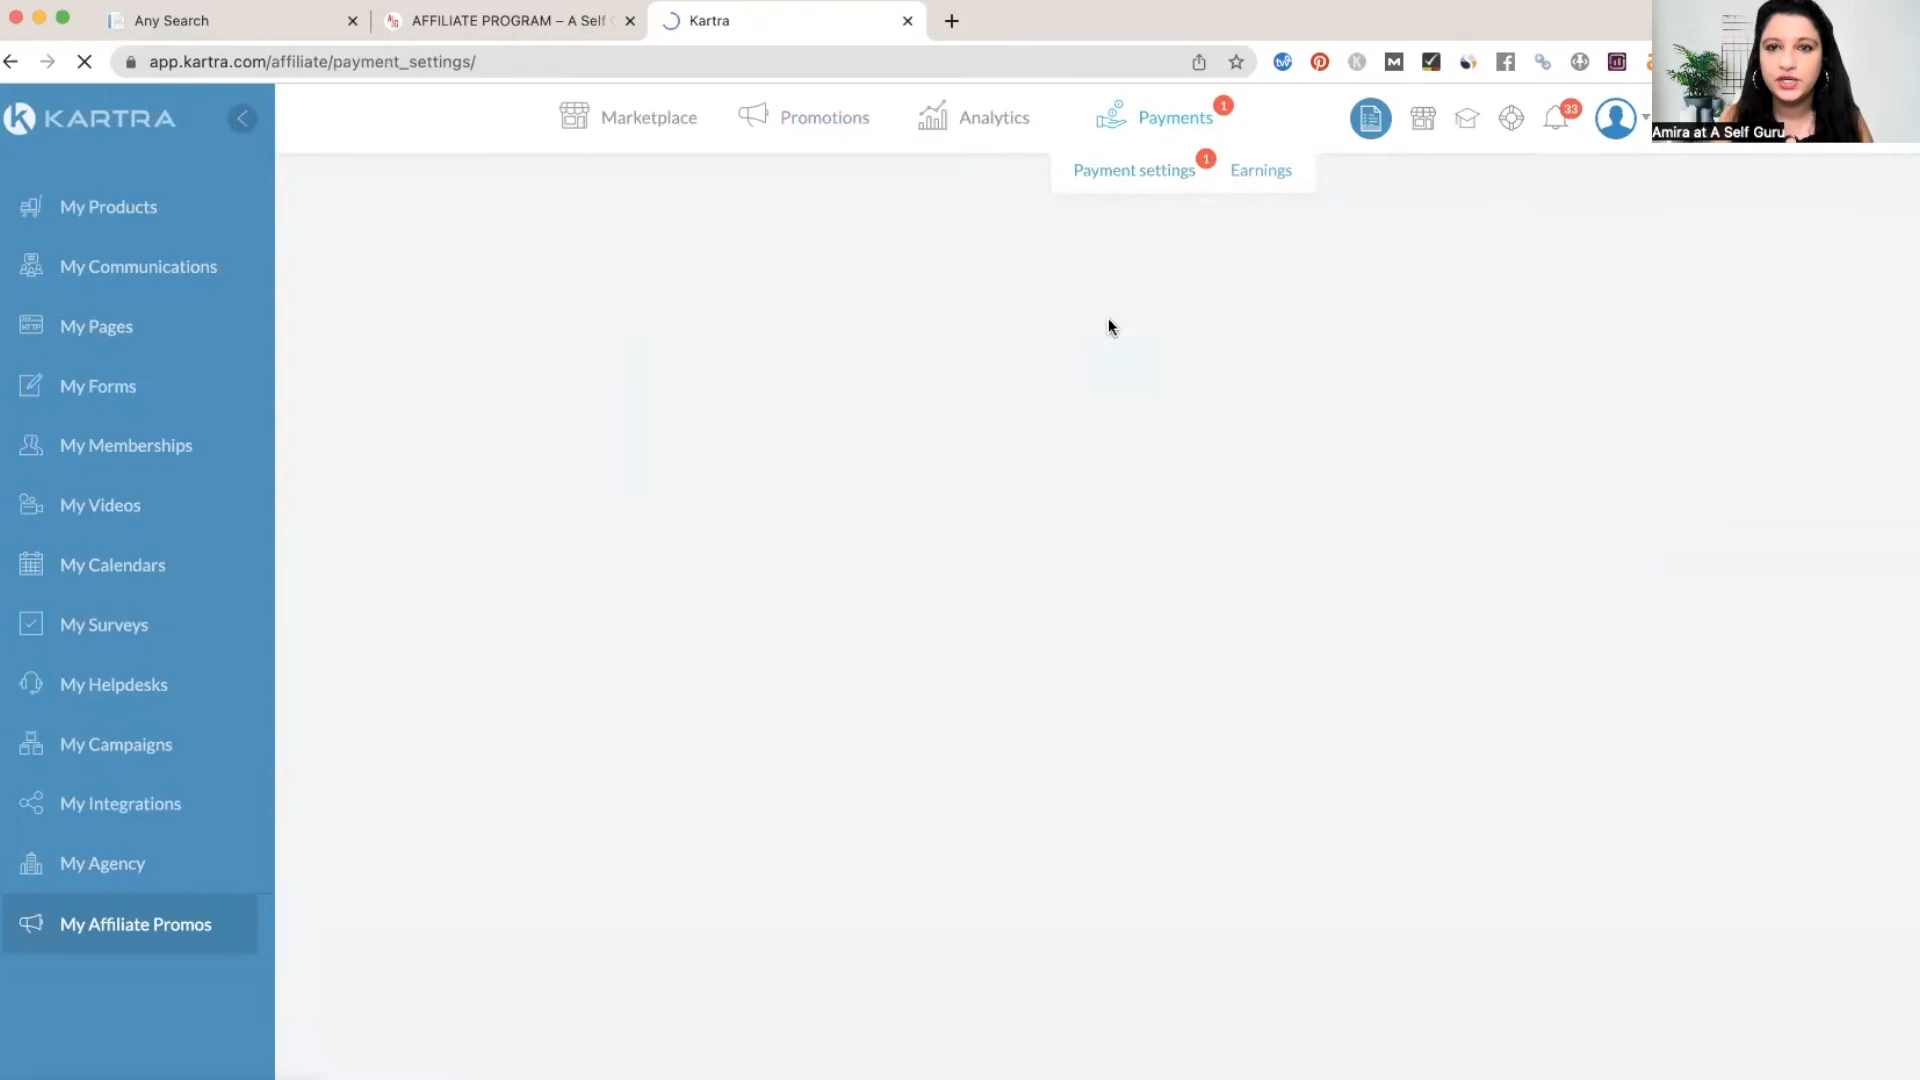 Any Search
AFFILIATE PROGRAM – A Self
Kartra
app.kartra.com/affiliate/payment_settings/
KARTRA
Marketplace
Promotions
Analytics
Payments
1
33
Amira at A Self Guru
Payment settings
1
Earnings
My Products
My Communications
My Pages
My Forms
My Memberships
My Videos
My Calendars
My Surveys
My Helpdesks
My Campaigns
My Integrations
My Agency
My Affiliate Promos